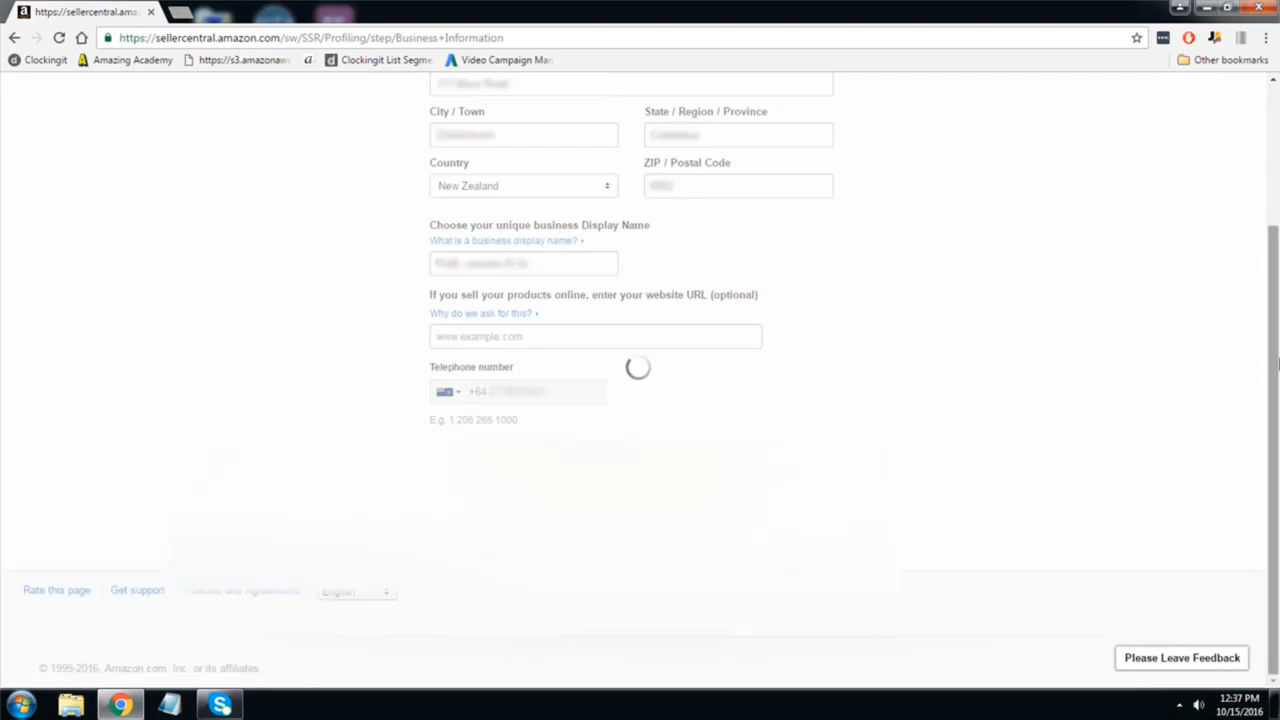 https://sellercentral.ama
https://sellercentral.amazon.com/sw/SSR/Profiling/step/Business+Information
Clockingit
Amazing Academy
https://s3.amazonaw
a
Clockingit List Segme
Video Campaign Man
Other bookmarks
City / Town
State / Region / Province
Country
ZIP / Postal Code
New Zealand
Choose your unique business Display Name
What is a business display name?
If you sell your products online, enter your website URL (optional)
Why do we ask for this?
www.example.com
Telephone number
+64
E.g. 1 206 266 1000
Rate this page
Get support
Policies and Agreements
English
© 1999-2016, Amazon.com, Inc. or its affiliates
Please Leave Feedback
12:37 PM
10/15/2016